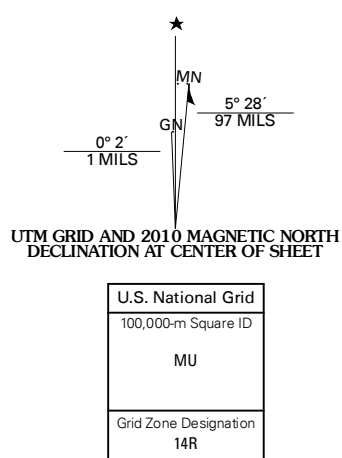 MN
5° 28´
97 MILS
GN
0° 2´
1 MILS
UTM GRID AND 2010 MAGNETIC NORTH
DECLINATION AT CENTER OF SHEET
U.S. National Grid
100,000-m Square ID
MU
Grid Zone Designation
14R